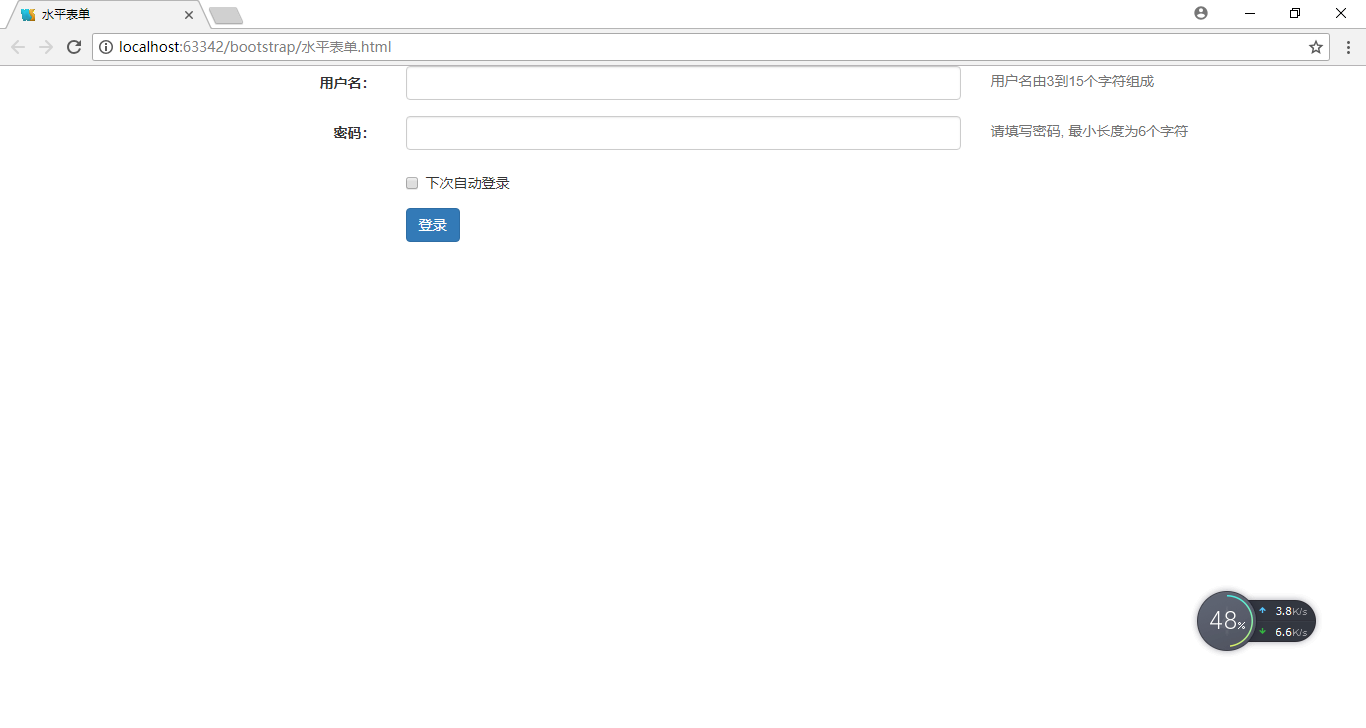 水平表单
localhost:63342/bootstrap/水平表单.html
用户名：
用户名由3到15个字符组成
密码：
请填写密码, 最小长度为6个字符
下次自动登录
登录
48%
3.8K/s
6.6K/s